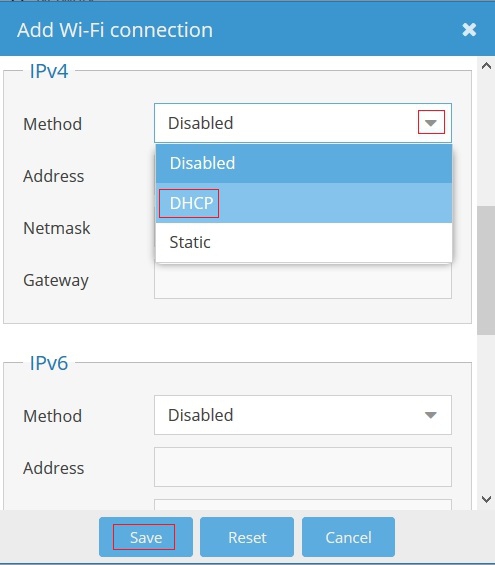 Add Wi-Fi connection
IPv4
Method Disabled
Disabled
Address
DHCP
Netmask
Static
Gateway
IPv6
Method Disabled
Address
Save Reset Cancel